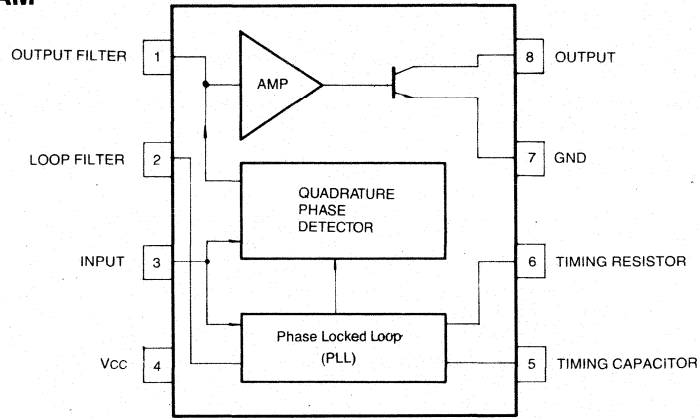 OUTPUT FILTER
1
LOOP FILTER
2
INPUT
3
VCC
4
AMP
QUADRATURE
PHASE
DETECTOR
Phase Locked Loop
(PLL)
8
OUTPUT
7
GND
6
TIMING RESISTOR
5
TIMING CAPACITOR